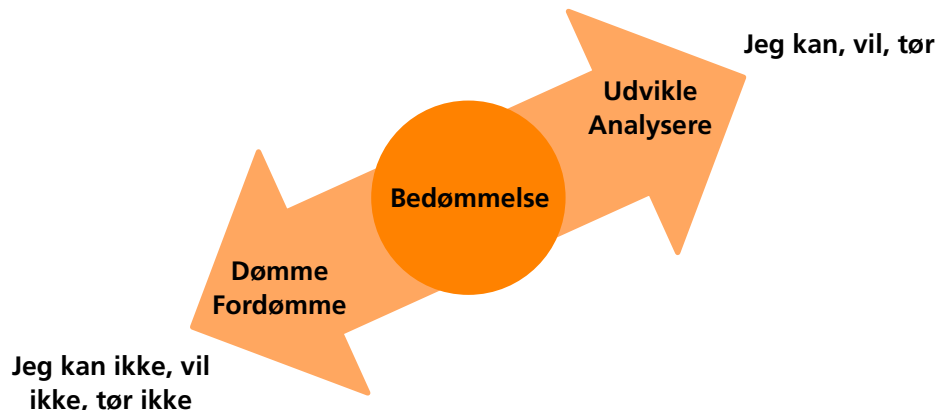 Jeg kan, vil, tør
Udvikle
Analysere
Bedømmelse
Dømme
Fordømme
Jeg kan ikke, vil
ikke, tør ikke